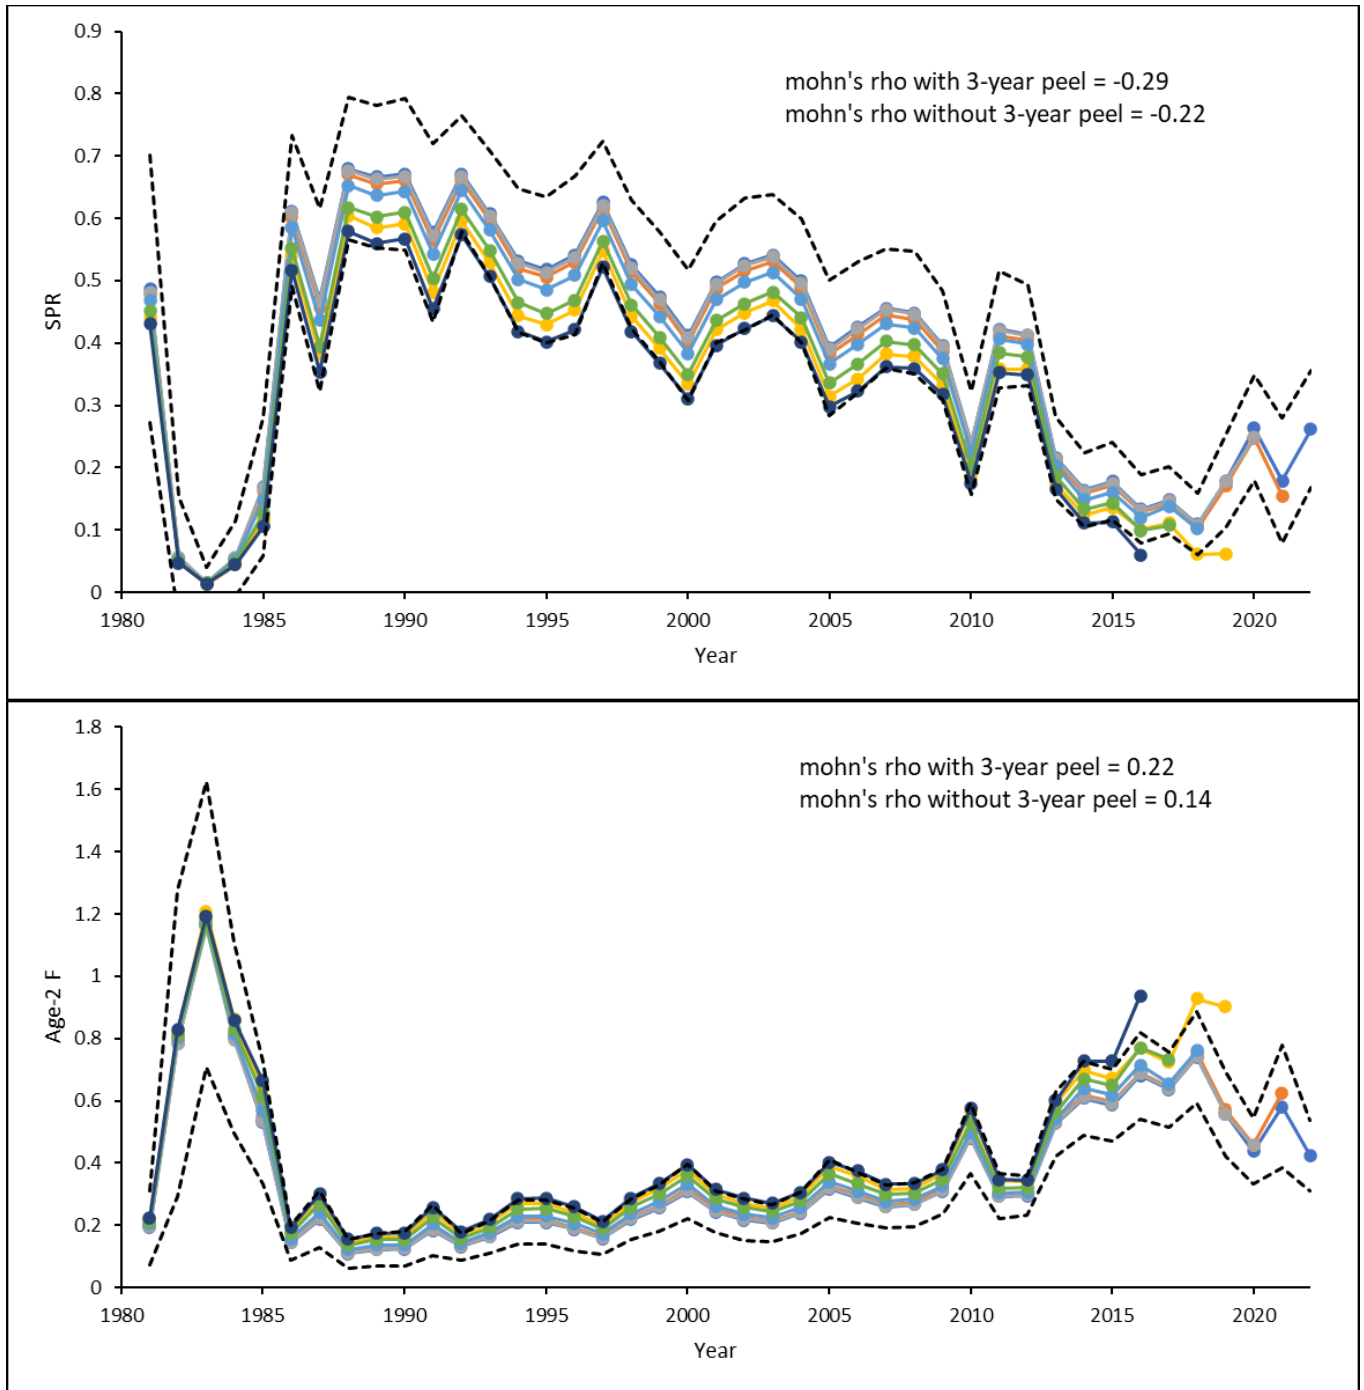 0.9
mohn's rho with 3-year peel = -0.29
0.8
mohn's rho without 3-year peel = -0.22
0.7
0.6
0.5
SPR
0.4
0.3
0.2
0.1
0
1980 1985 1990 1995 2000 2005 2010 2015 2020
Year
1.8
mohn's rho with 3-year peel = 0.22
1.6
mohn's rho without 3-year peel = 0.14
1.4
1.2
1
Age-2 F
0.8
0.6
0.4
0.2
0
1980 1985 1990 1995 2000 2005 2010 2015 2020
Year